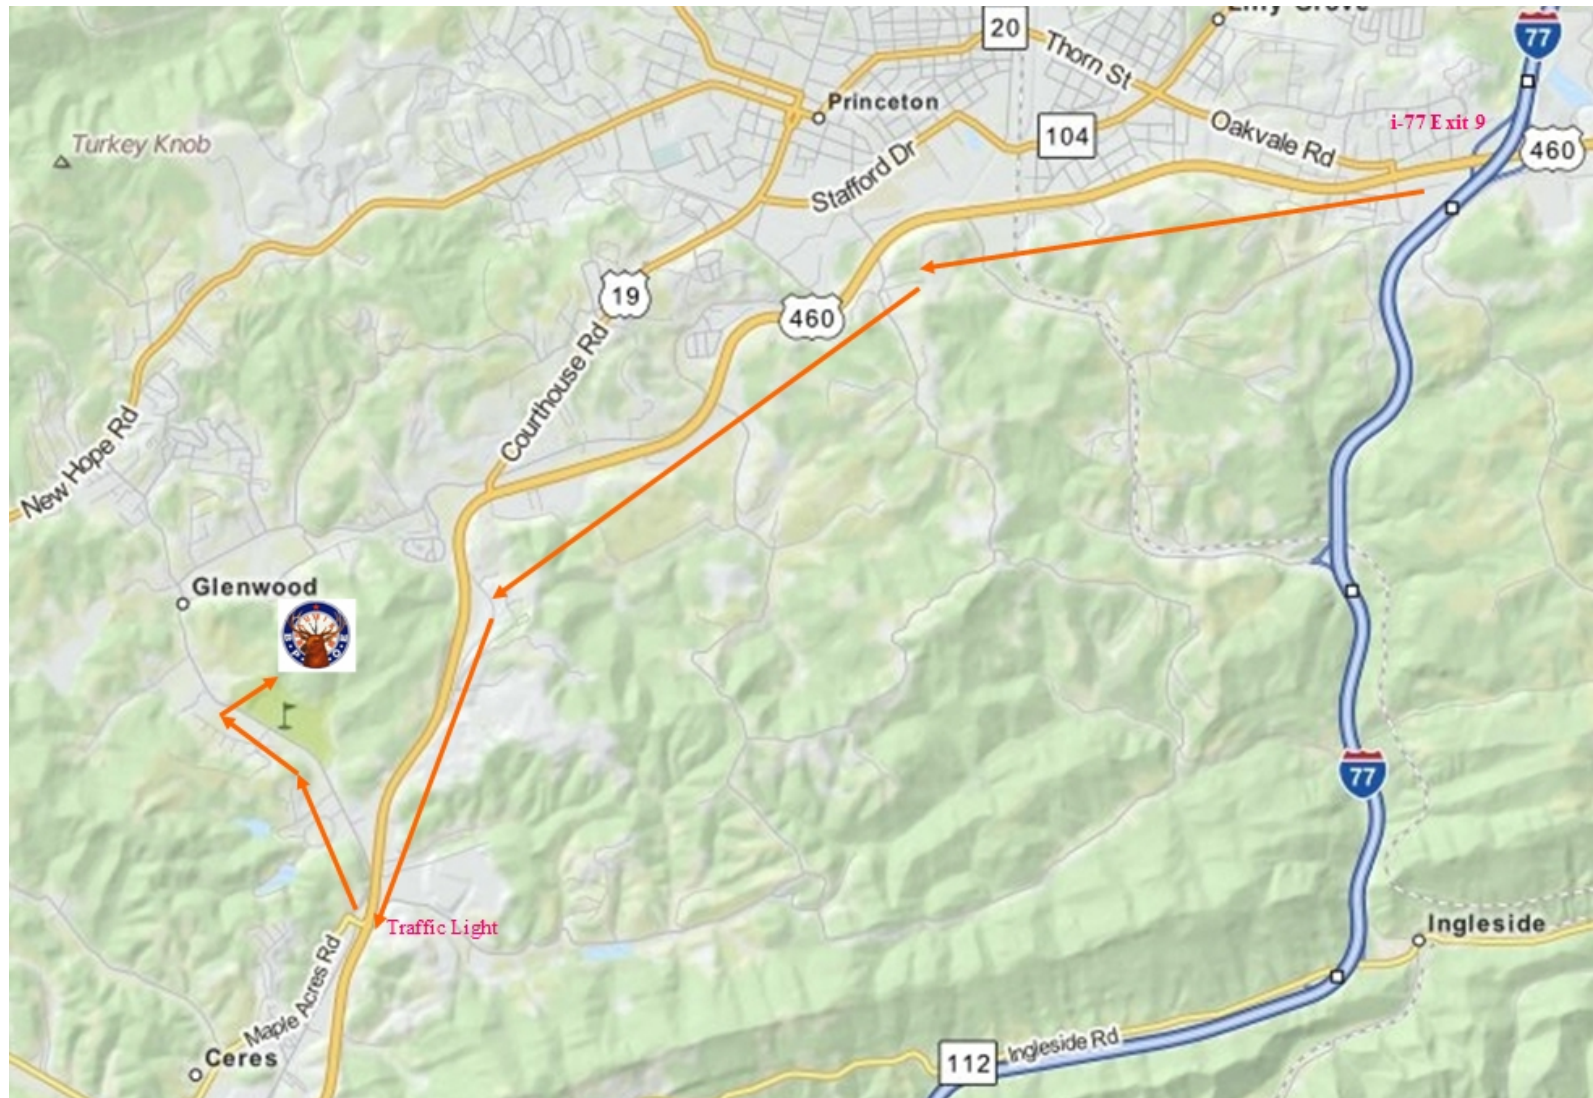 20
Thorn St
77
Princeton
i-77 Exit 9
Oakvale Rd
104
460
Turkey Knob
Stafford Dr
19
460
Courthouse Rd
New Hope Rd
Glenwood
B.P.O.E
77
Traffic Light
Ingleside
Maple Acres Rd
Ceres
112
Ingleside Rd